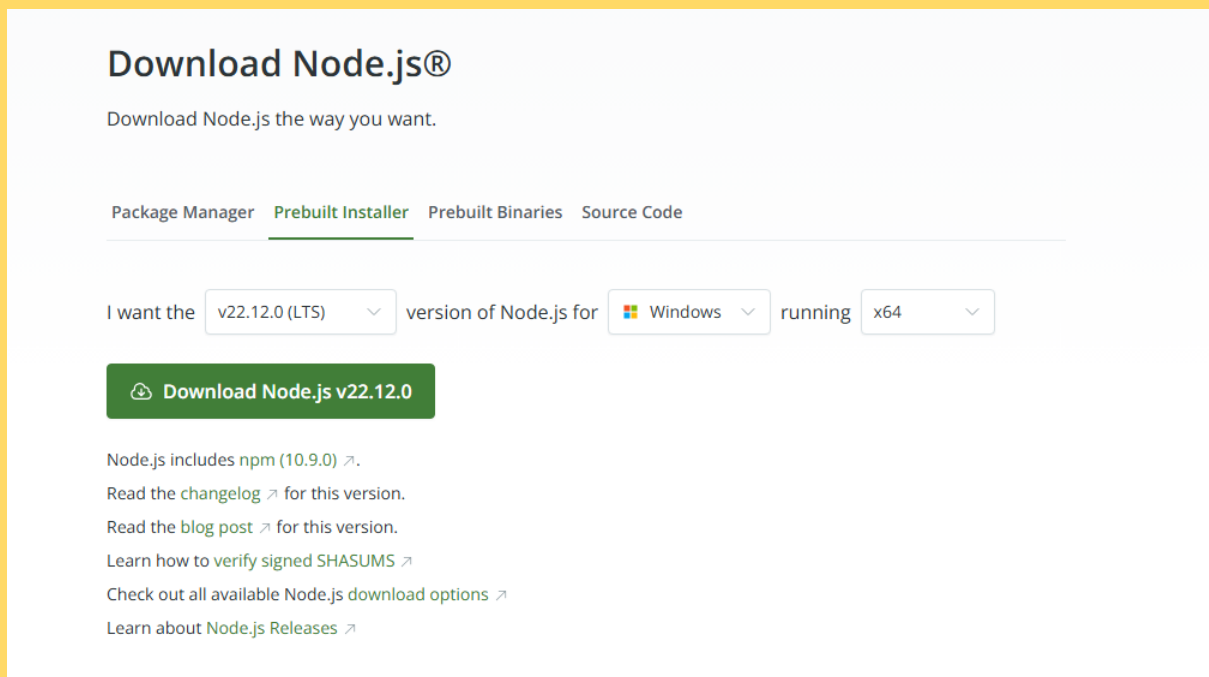 Download Node.js®
Download Node.js the way you want.
Package Manager Prebuilt Installer Prebuilt Binaries Source Code
I want the v22.12.0 (LTS) version of Node.js for Windows running x64
Download Node.js v22.12.0
Node.js includes npm (10.9.0) ↗.
Read the changelog ↗ for this version.
Read the blog post ↗ for this version.
Learn how to verify signed SHASUMS ↗
Check out all available Node.js download options ↗
Learn about Node.js Releases ↗